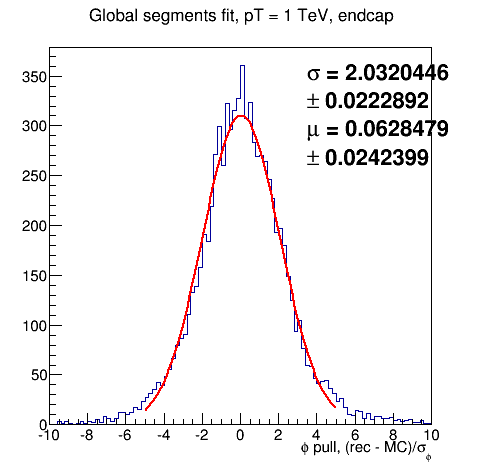 Global segments fit, pT = 1 TeV, endcap
σ = 2.0320446
± 0.0222892
μ = 0.0628479
± 0.0242399
350
300
250
200
150
100
50
0
-10 -8 -6 -4 -2 0 2 4 6 8 10
ϕ pull, (rec - MC)/σ_ϕ